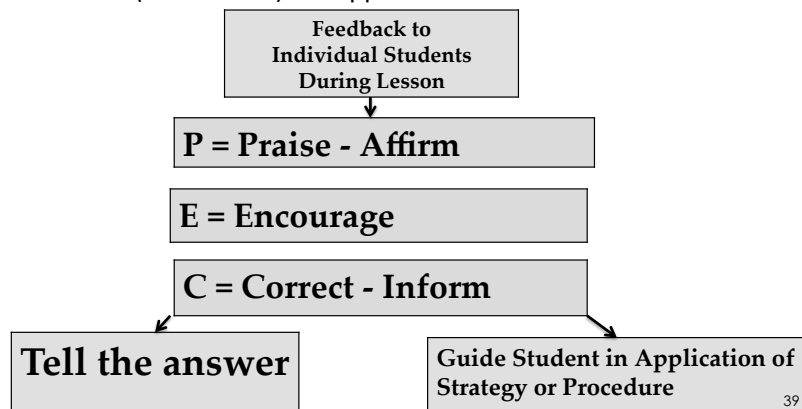 Feedback to
Individual Students
During Lesson
P = Praise - Affirm
E = Encourage
C = Correct - Inform
Tell the answer
Guide Student in Application of
Strategy or Procedure
39